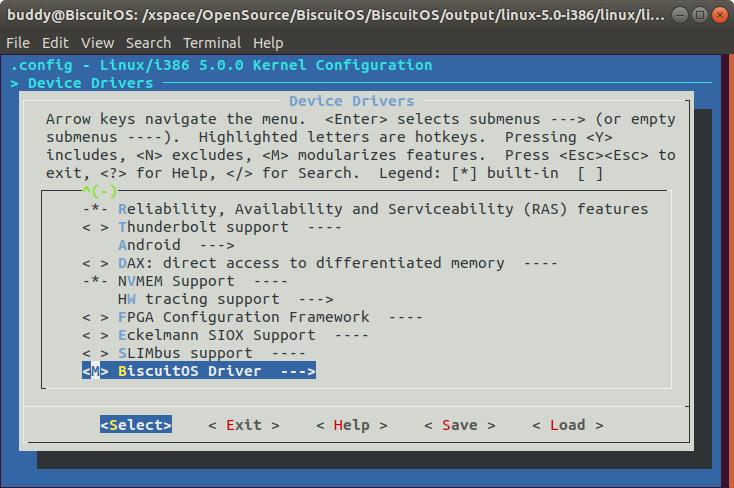 buddy@BiscuitOS: /xspace/OpenSource/BiscuitOS/BiscuitOS/output/linux-5.0-i386/linux/li...
File Edit View Search Terminal Help
.config - Linux/i386 5.0.0 Kernel Configuration
> Device Drivers
Device Drivers
Arrow keys navigate the menu.  <Enter> selects submenus ---> (or empty
submenus ----).  Highlighted letters are hotkeys.  Pressing <Y>
includes, <N> excludes, <M> modularizes features.  Press <Esc><Esc> to
exit, <?> for Help, </> for Search.  Legend: [*] built-in  [ ]
^(-)
-*- Reliability, Availability and Serviceability (RAS) features
< > Thunderbolt support  ----
Android  --->
< > DAX: direct access to differentiated memory  ----
-*- NVMEM Support  ----
HW tracing support  --->
< > FPGA Configuration Framework  ----
< > Eckelmann SIOX Support  ----
< > SLIMbus support  ----
<M> BiscuitOS Driver  --->
<Select>    < Exit >    < Help >    < Save >    < Load >